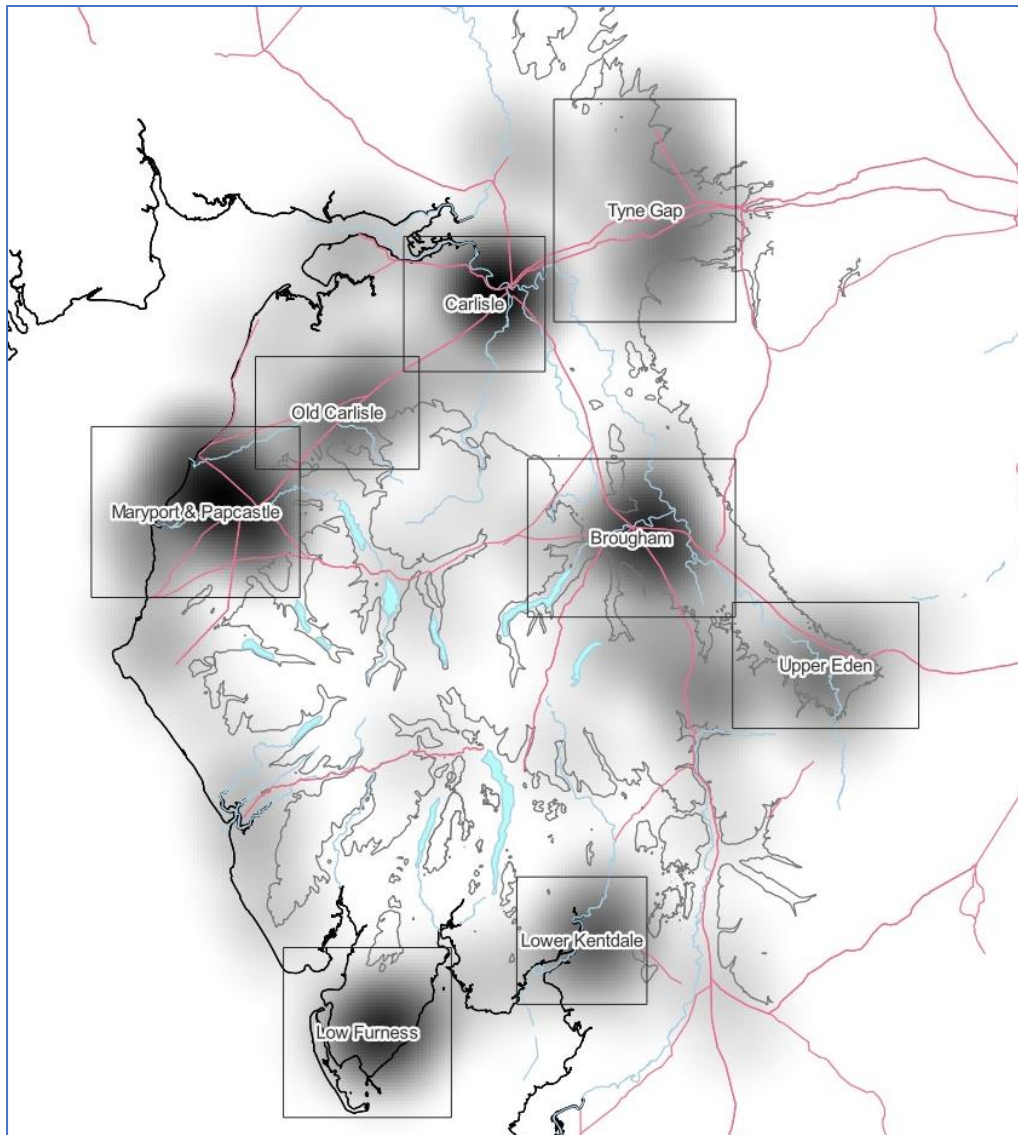 Tyne Gap
Carlisle
Old Carlisle
Maryport & Papcastle
Brougham
Upper Eden
Lower Kentdale
Low Furness